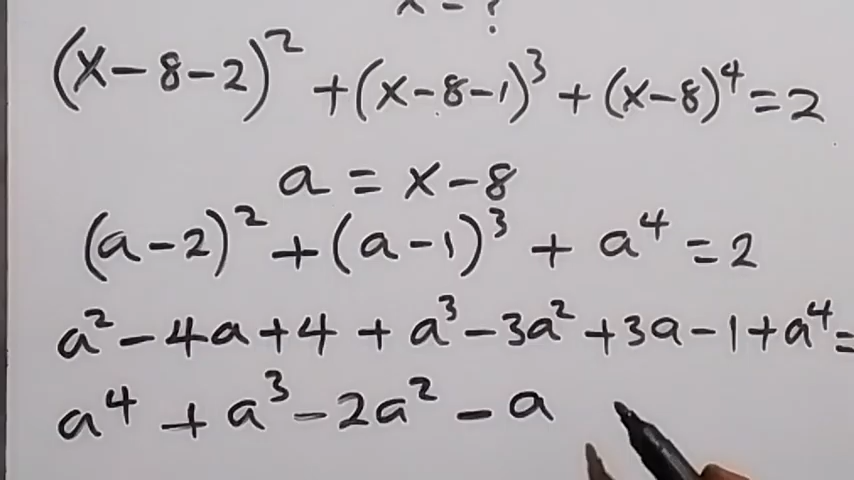 x = ?
(x-8-2)² + (x-8-1)³ + (x-8)⁴ = 2
a = x-8
(a-2)² + (a-1)³ + a⁴ = 2
a² - 4a + 4 + a³ - 3a² + 3a - 1 + a⁴ =
a⁴ + a³ - 2a² - a